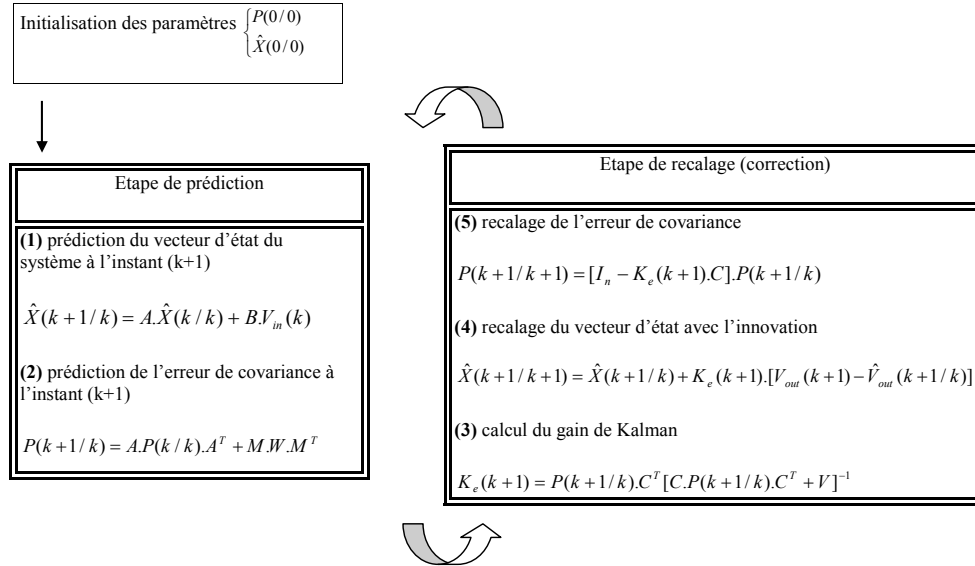 Initialisation des paramètres { P(0/0)
X̂(0/0)
Etape de prédiction
(1) prédiction du vecteur d'état du
système à l'instant (k+1)
X̂(k+1/k) = A.X̂(k/k) + B.V_in(k)
(2) prédiction de l'erreur de covariance à
l'instant (k+1)
P(k+1/k) = A.P(k/k).A^T + M.W.M^T
Etape de recalage (correction)
(5) recalage de l'erreur de covariance
P(k+1/k+1) = [I_n − K_e(k+1).C].P(k+1/k)
(4) recalage du vecteur d'état avec l'innovation
X̂(k+1/k+1) = X̂(k+1/k) + K_e(k+1).[V_out(k+1) − V̂_out(k+1/k)]
(3) calcul du gain de Kalman
K_e(k+1) = P(k+1/k).C^T[C.P(k+1/k).C^T + V]^−1